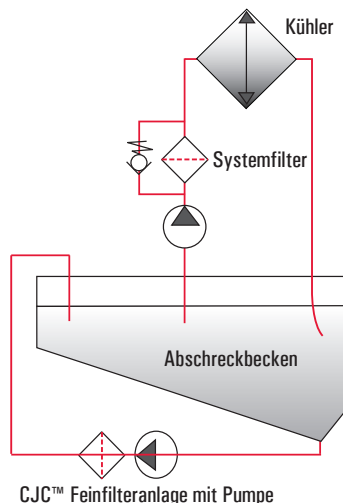 Kühler
Systemfilter
Abschreckbecken
CJC™ Feinfilteranlage mit Pumpe